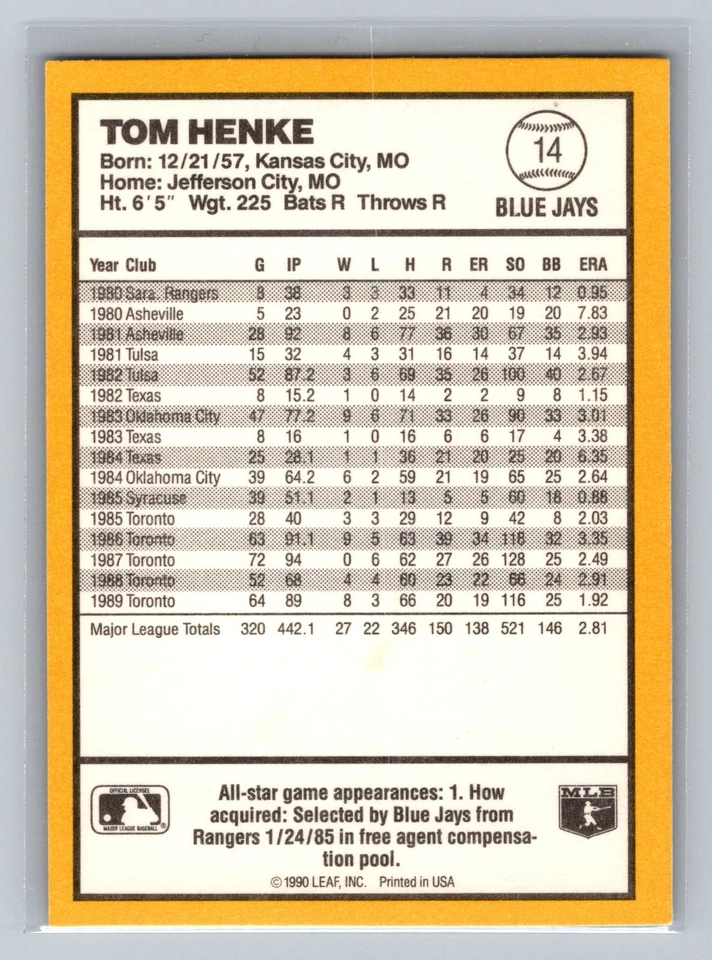 TOM HENKE
Born: 12/21/57, Kansas City, MO
Home: Jefferson City, MO
Ht. 6'5" Wgt. 225 Bats R Throws R
14
BLUE JAYS
Year Club G IP W L H R ER SO BB ERA
1980 Sara. Rangers 8 38 3 3 33 11 4 34 12 0.95
1980 Asheville 5 23 0 2 25 21 20 19 20 7.83
1981 Asheville 28 92 8 6 77 36 30 67 35 2.93
1981 Tulsa 15 32 4 3 31 16 14 37 14 3.94
1982 Tulsa 52 87.2 3 6 69 35 26 100 40 2.67
1982 Texas 8 15.2 1 0 14 2 2 9 8 1.15
1983 Oklahoma City 47 77.2 9 6 71 33 26 90 33 3.01
1983 Texas 8 16 1 0 16 6 6 17 4 3.38
1984 Texas 25 28.1 1 1 36 21 20 25 20 6.35
1984 Oklahoma City 39 64.2 6 2 59 21 19 65 25 2.64
1985 Syracuse 39 51.1 2 1 13 5 5 60 18 0.88
1985 Toronto 28 40 3 3 29 12 9 42 8 2.03
1986 Toronto 63 91.1 9 5 63 39 34 118 32 3.35
1987 Toronto 72 94 0 6 62 27 26 128 25 2.49
1988 Toronto 52 68 4 4 60 23 22 66 24 2.91
1989 Toronto 64 89 8 3 66 20 19 116 25 1.92
Major League Totals 320 442.1 27 22 346 150 138 521 146 2.81
OFFICIAL LICENSEE
MAJOR LEAGUE BASEBALL®
All-star game appearances: 1. How
acquired: Selected by Blue Jays from
Rangers 1/24/85 in free agent compensa-
tion pool.
© 1990 LEAF, INC. Printed in USA
MLB